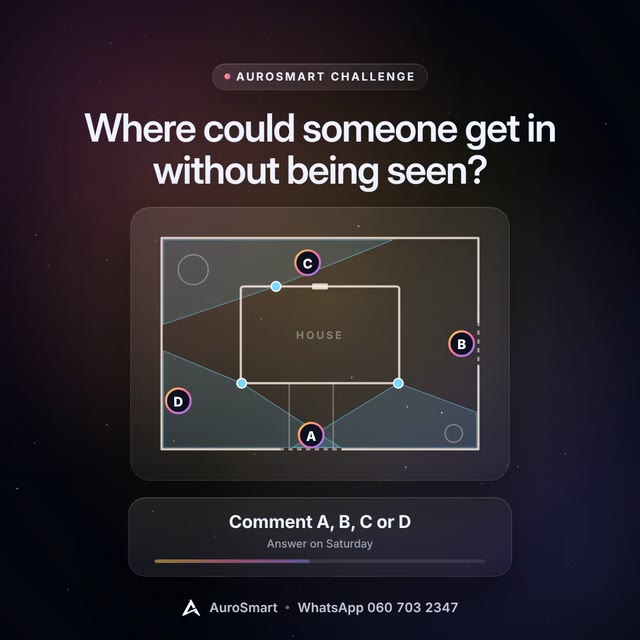 AUROSMART CHALLENGE
Where could someone get in
without being seen?
C
HOUSE
B
D
A
Comment A, B, C or D
Answer on Saturday
AuroSmart • WhatsApp 060 703 2347